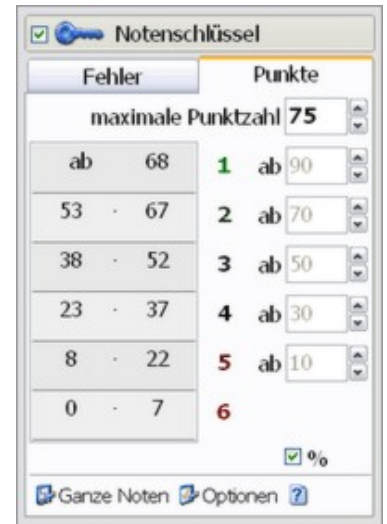 Notenschlüssel
Fehler Punkte
maximale Punktzahl 75
ab 68 1 ab 90
53 · 67 2 ab 70
38 · 52 3 ab 50
23 · 37 4 ab 30
8 · 22 5 ab 10
0 · 7 6
%
Ganze Noten Optionen ?